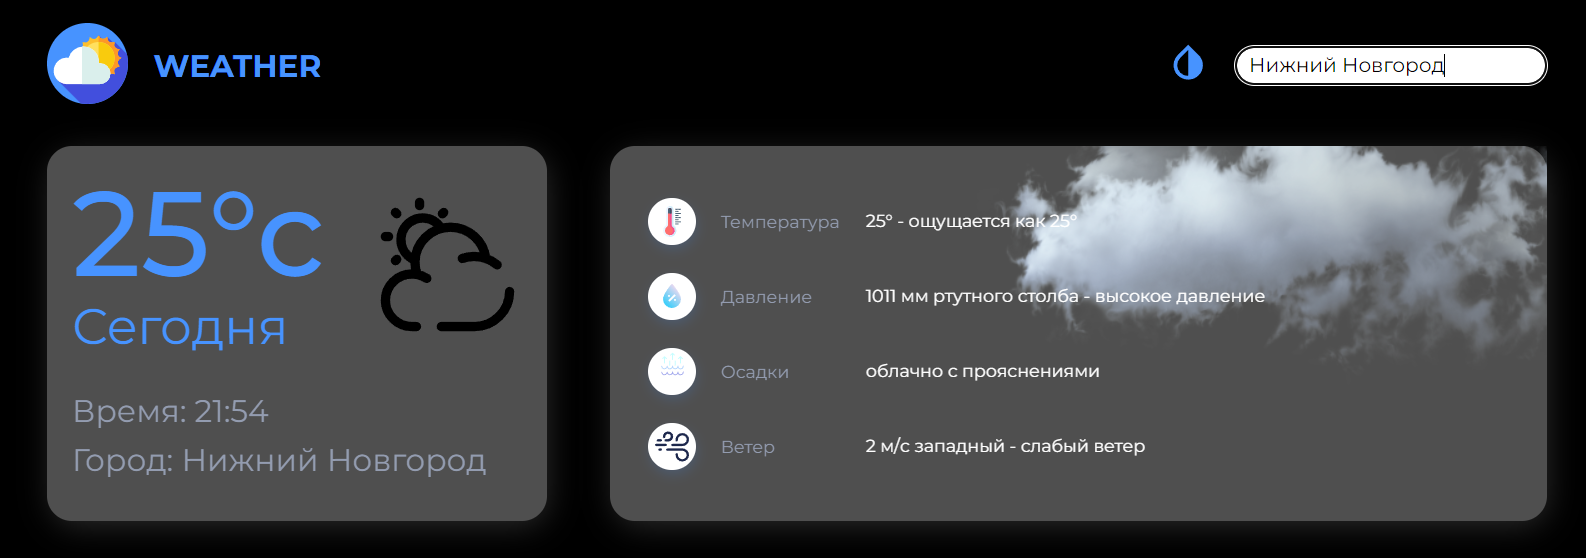 WEATHER
Нижний Новгород
25°c
Сегодня
Время: 21:54
Город: Нижний Новгород
Температура 25° - ощущается как 25°
Давление 1011 мм ртутного столба - высокое давление
Осадки облачно с прояснениями
Ветер 2 м/с западный - слабый ветер